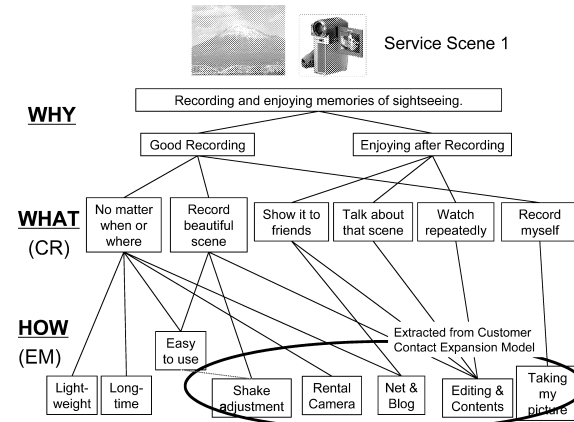 Service Scene 1
WHY
Recording and enjoying memories of sightseeing.
Good Recording
Enjoying after Recording
WHAT
(CR)
No matter
when or
where
Record
beautiful
scene
Show it to
friends
Talk about
that scene
Watch
repeatedly
Record
myself
HOW
(EM)
Extracted from Customer
Contact Expansion Model
Easy
to use
Light-
weight
Long-
time
Shake
adjustment
Rental
Camera
Net &
Blog
Editing &
Contents
Taking
my
picture